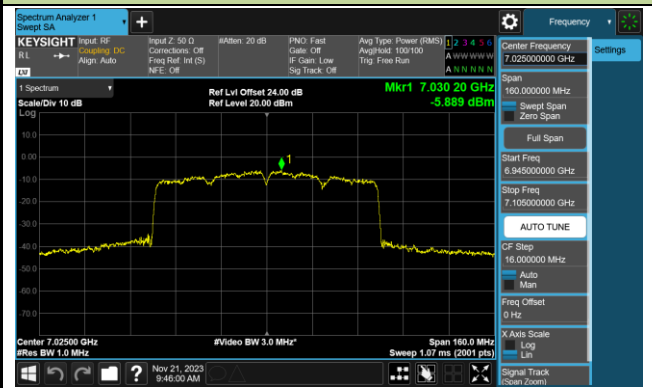 Spectrum Analyzer 1
Swept SA
+
Frequency
KEYSIGHT
Input: RF
Coupling: DC
Align: Auto
RL
LXI
Input Z: 50 Ω
Corrections: Off
Freq Ref: Int (S)
NFE: Off
#Atten: 20 dB
PNO: Fast
Gate: Off
IF Gain: Low
Sig Track: Off
Avg Type: Power (RMS)
Avg|Hold: 100/100
Trig: Free Run
1 2 3 4 5 6
A W W W W W
A N N N N N
1 Spectrum
Scale/Div 10 dB
Log
Ref Lvl Offset 24.00 dB
Ref Level 20.00 dBm
Mkr1 7.030 20 GHz
-5.889 dBm
10.0
0.00
-10.0
-20.0
-30.0
-40.0
-50.0
-60.0
-70.0
1
Center 7.02500 GHz
#Res BW 1.0 MHz
#Video BW 3.0 MHz*
Span 160.0 MHz
Sweep 1.07 ms (2001 pts)
Nov 21, 2023
9:46:00 AM
?
Center Frequency
7.025000000 GHz
Settings
Span
160.000000 MHz
Swept Span
Zero Span
Full Span
Start Freq
6.945000000 GHz
Stop Freq
7.105000000 GHz
AUTO TUNE
CF Step
16.000000 MHz
Auto
Man
Freq Offset
0 Hz
X Axis Scale
Log
Lin
Signal Track
(Span Zoom)